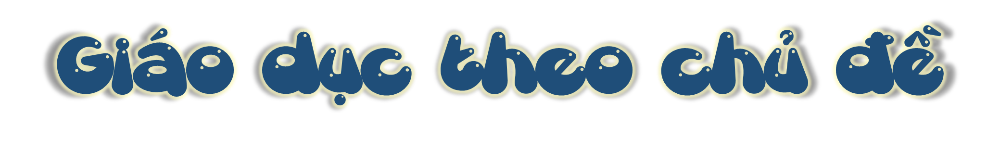 Giáo dục theo chủ đề